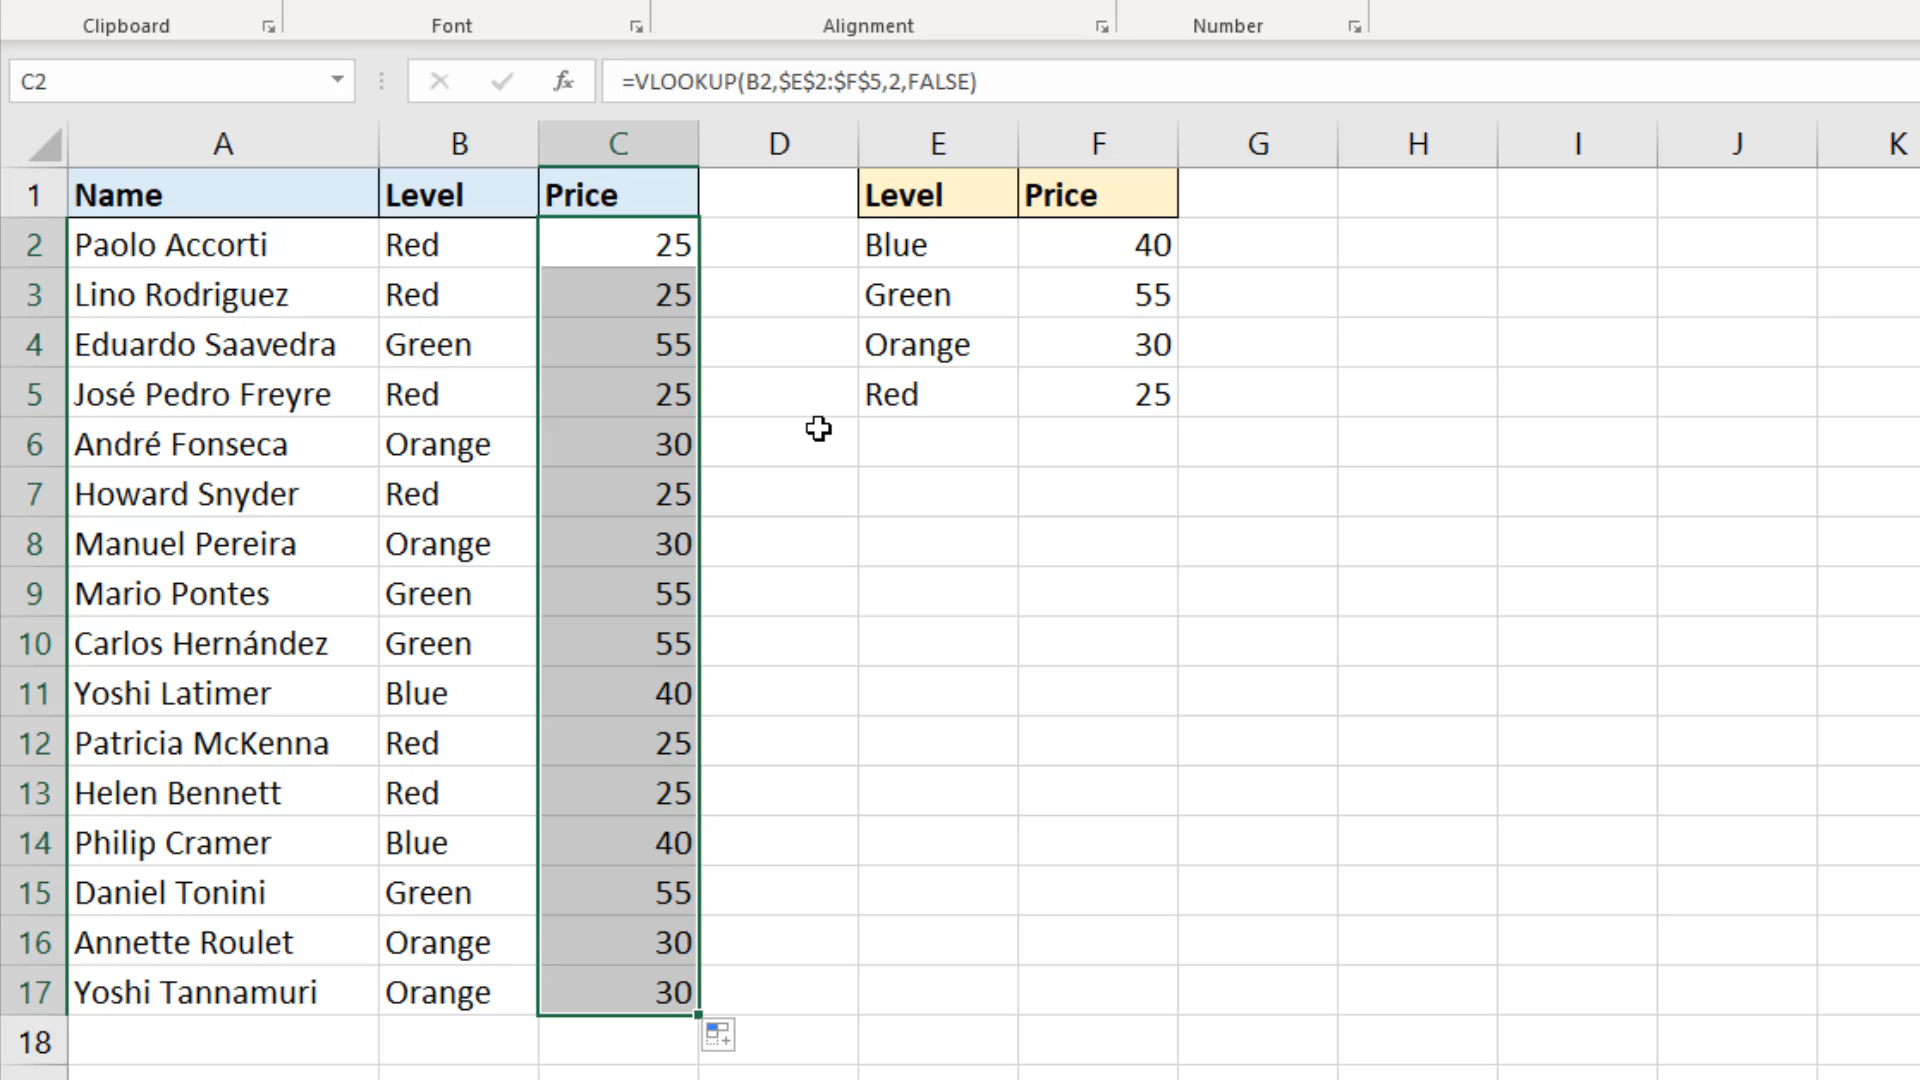 Clipboard Font Alignment Number
C2 fx =VLOOKUP(B2,$E$2:$F$5,2,FALSE)
A B C D E F G H I J K
1 Name Level Price Level Price
2 Paolo Accorti Red 25 Blue 40
3 Lino Rodriguez Red 25 Green 55
4 Eduardo Saavedra Green 55 Orange 30
5 José Pedro Freyre Red 25 Red 25
6 André Fonseca Orange 30
7 Howard Snyder Red 25
8 Manuel Pereira Orange 30
9 Mario Pontes Green 55
10 Carlos Hernández Green 55
11 Yoshi Latimer Blue 40
12 Patricia McKenna Red 25
13 Helen Bennett Red 25
14 Philip Cramer Blue 40
15 Daniel Tonini Green 55
16 Annette Roulet Orange 30
17 Yoshi Tannamuri Orange 30
18